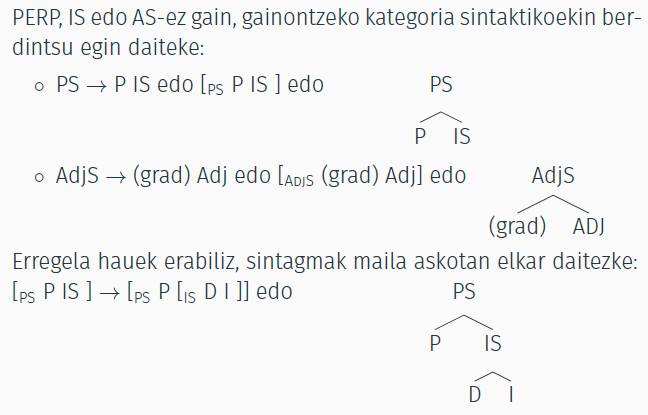 PERP, IS edo AS-ez gain, gainontzeko kategoria sintaktikoekin ber-
dintsu egin daiteke:
◦ PS → P IS edo [PS P IS ] edo PS
P IS
◦ AdjS → (grad) Adj edo [ADJS (grad) Adj] edo AdjS
(grad) ADJ
Erregela hauek erabiliz, sintagmak maila askotan elkar daitezke:
[PS P IS ] → [PS P [IS D I ]] edo PS
P IS
D I